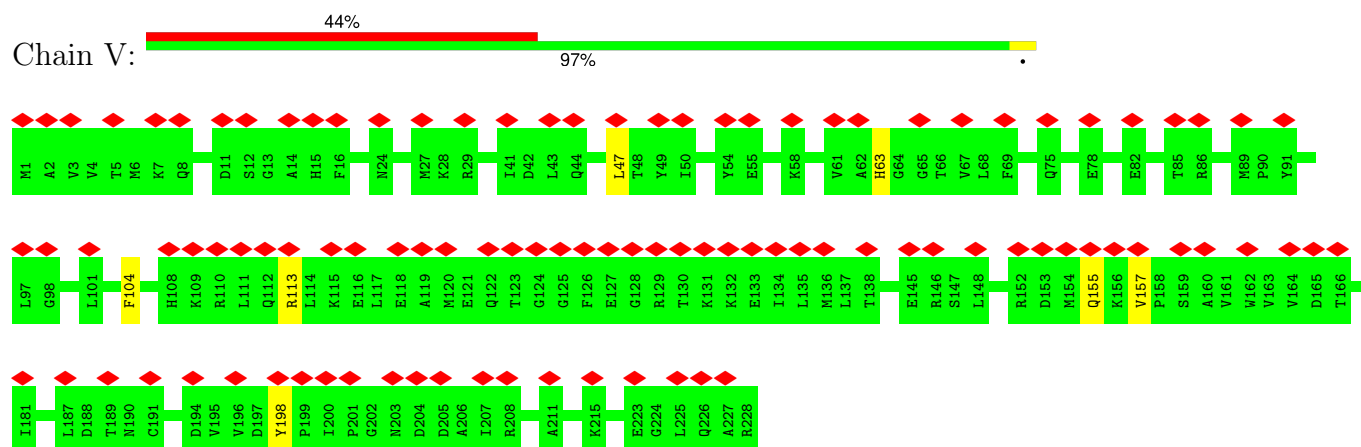 44%
Chain V:
97%
.
M1 A2 V3 V4 T5 M6 K7 Q8 D11 S12 G13 A14 H15 F16 N24 M27 K28 R29 I41 D42 L43 Q44 L47 T48 Y49 I50 Y54 E55 K58 V61 A62 H63 G64 G65 T66 V67 L68 F69 Q75 E78 E82 T85 R86 M89 P90 Y91
L97 G98 L101 F104 H108 K109 R110 L111 Q112 R113 L114 K115 E116 L117 E118 A119 M120 E121 Q122 T123 G124 G125 F126 E127 G128 R129 T130 K131 K132 E133 I134 L135 M136 L137 T138 E145 R146 S147 L148 R152 D153 M154 Q155 K156 V157 P158 S159 A160 V161 W162 V163 V164 D165 T166
I181 L187 D188 T189 N190 C191 D194 V195 V196 D197 Y198 P199 I200 P201 G202 N203 D204 D205 A206 I207 R208 A211 K215 E223 G224 L225 Q226 A227 R228